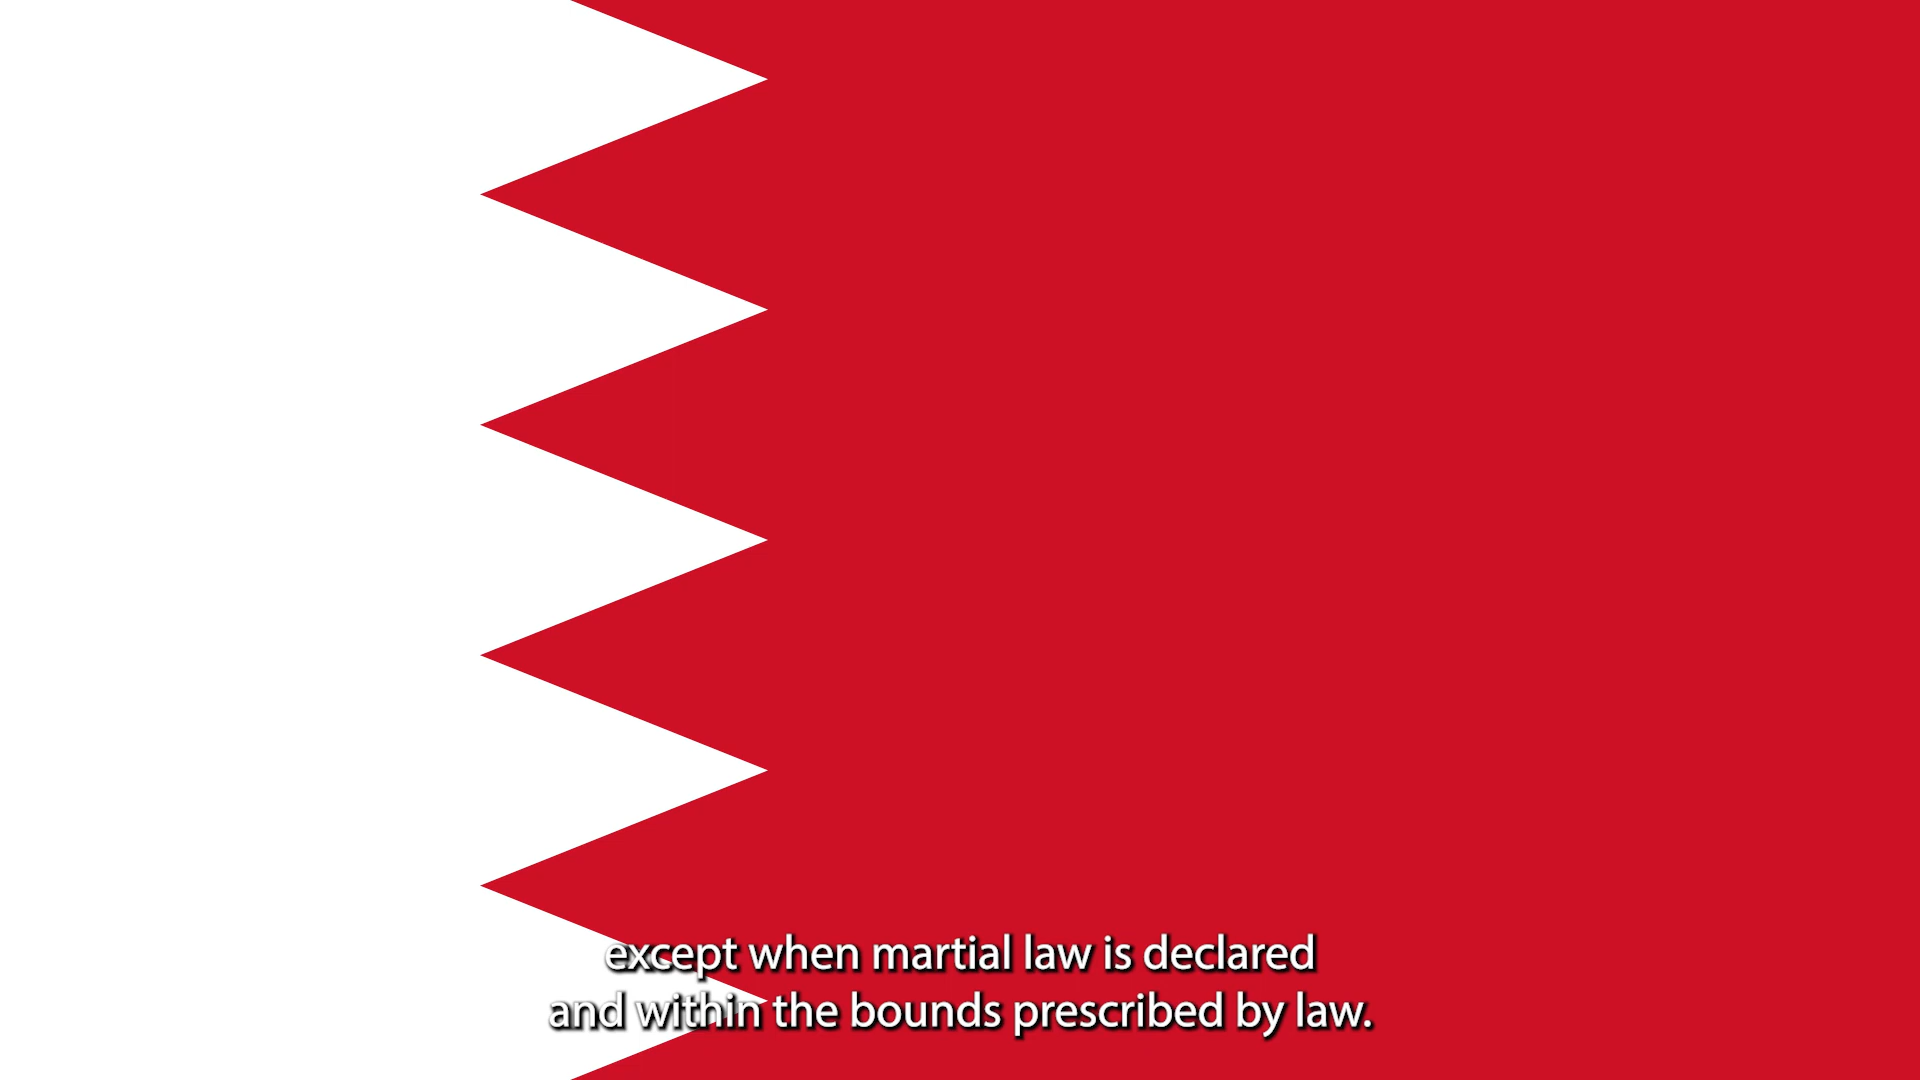 except when martial law is declared
and within the bounds prescribed by law.